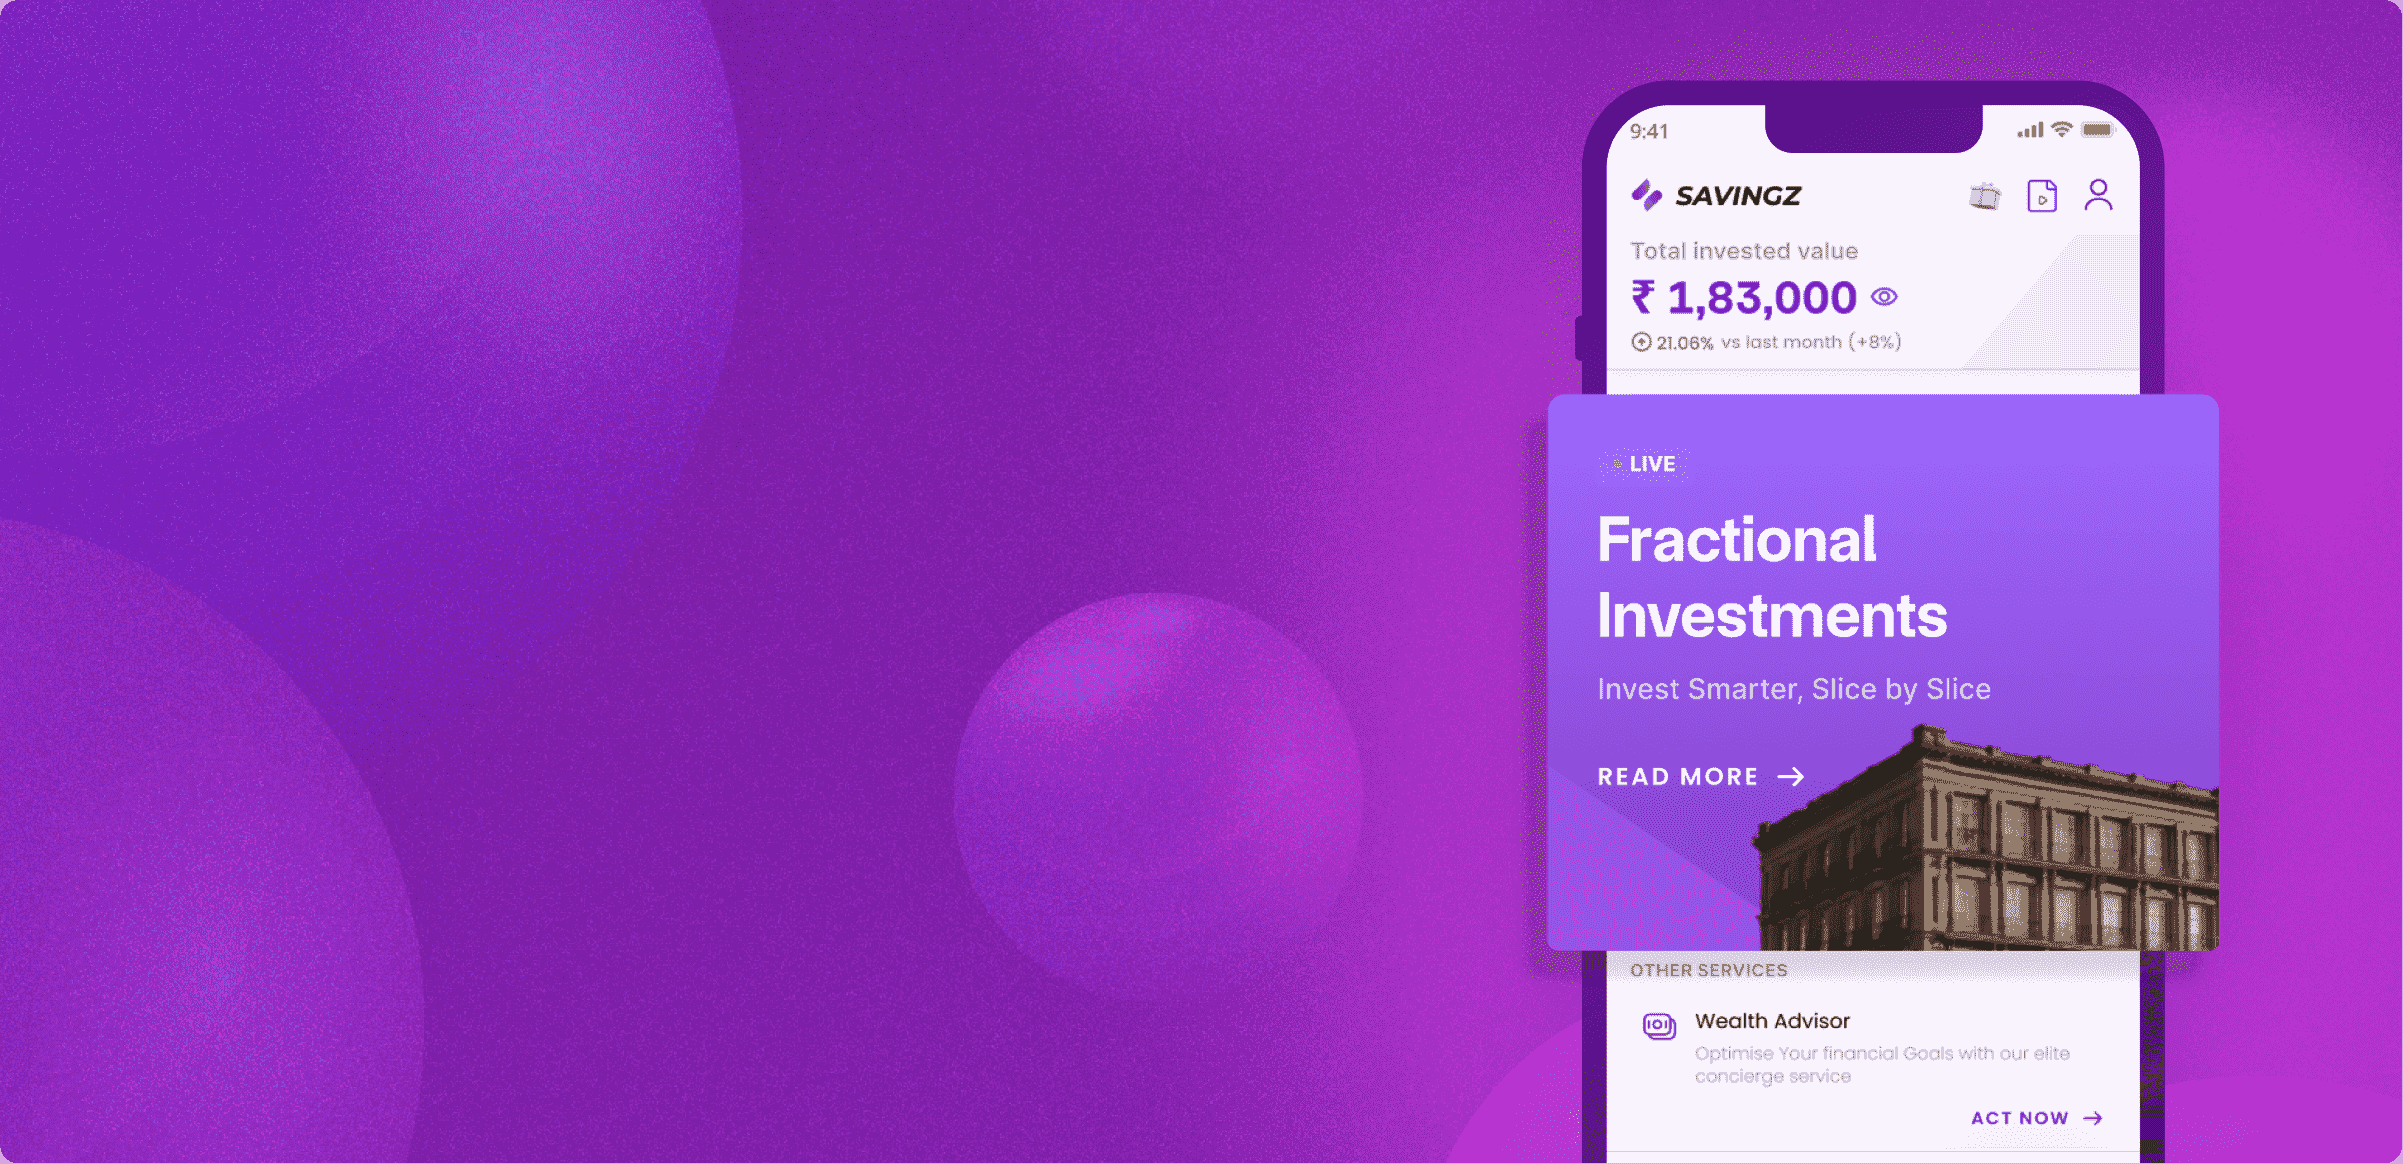 9:41
SAVINGZ
Total invested value
₹ 1,83,000
21.06% vs last month (+8%)
LIVE
Fractional
Investments
Invest Smarter, Slice by Slice
READ MORE
OTHER SERVICES
Wealth Advisor
Optimise Your financial Goals with our elite
concierge service
ACT NOW